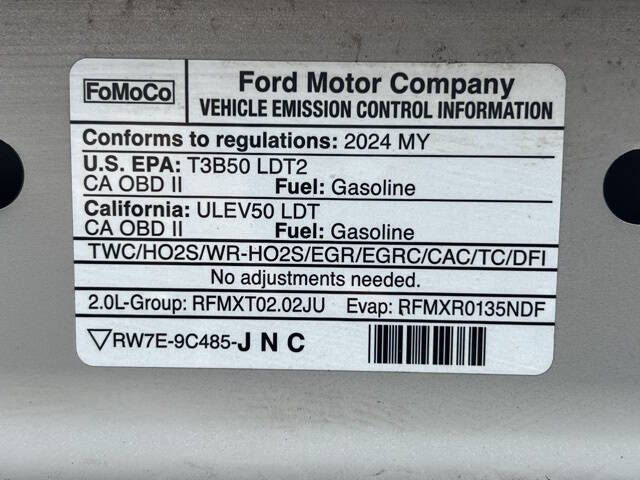 FoMoCo
Ford Motor Company
VEHICLE EMISSION CONTROL INFORMATION
Conforms to regulations: 2024 MY
U.S. EPA: T3B50 LDT2
CA OBD II Fuel: Gasoline
California: ULEV50 LDT
CA OBD II Fuel: Gasoline
TWC/HO2S/WR-HO2S/EGR/EGRC/CAC/TC/DFI
No adjustments needed.
2.0L-Group: RFMXT02.02JU Evap: RFMXR0135NDF
RW7E-9C485-J N C